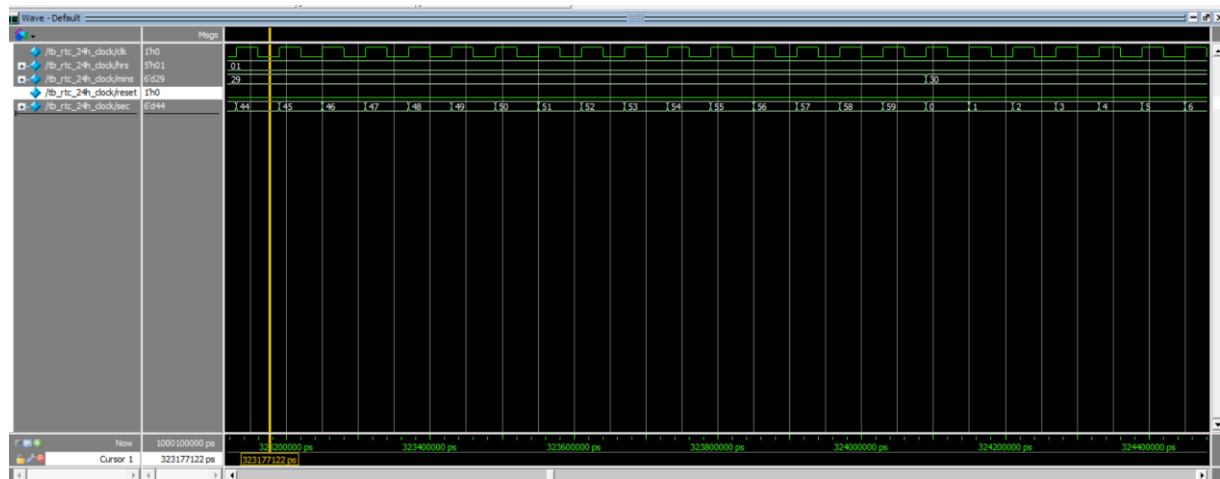 Wave - Default
Msgs
/tb_rtc_24h_clock/clk 1'h0
/tb_rtc_24h_clock/hrs 5'h01 01
/tb_rtc_24h_clock/mins 6'd29 29 30
/tb_rtc_24h_clock/reset 1'h0
/tb_rtc_24h_clock/sec 6'd44 44 45 46 47 48 49 50 51 52 53 54 55 56 57 58 59 0 1 2 3 4 5 6
Now 1000100000 ps 323200000 ps 323400000 ps 323600000 ps 323800000 ps 324000000 ps 324200000 ps 324400000 ps
Cursor 1 323177122 ps 323177122 ps